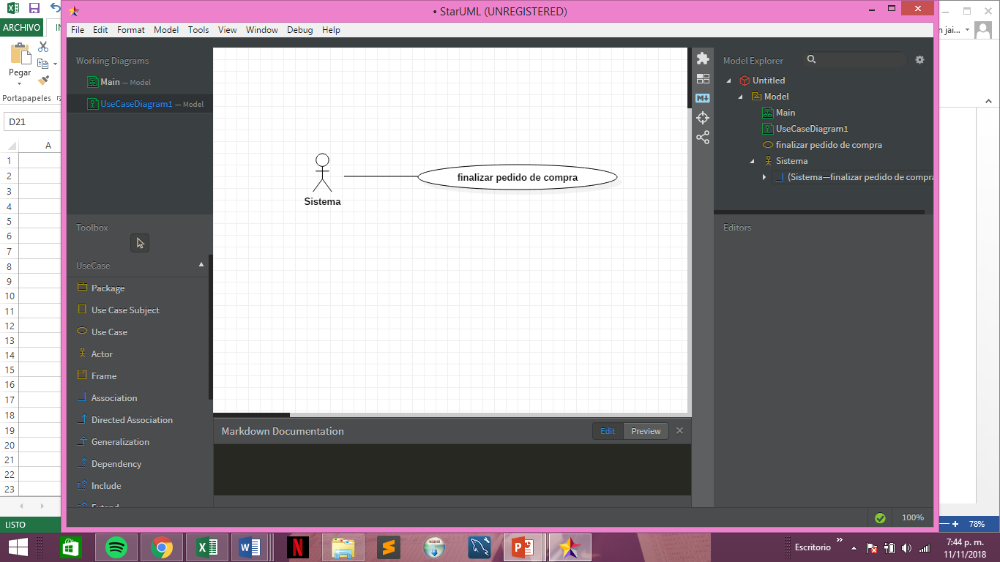 • StarUML (UNREGISTERED)
ARCHIVO
File Edit Format Model Tools View Window Debug Help
n jai...
Pegar
Portapapeles
D21
A
1
2
3
4
5
6
7
8
9
10
11
12
13
14
15
16
17
18
19
20
21
22
23
LISTO
Working Diagrams
Main — Model
UseCaseDiagram1 — Model
Toolbox
UseCase
Package
Use Case Subject
Use Case
Actor
Frame
Association
Directed Association
Generalization
Dependency
Include
Extend
Sistema
finalizar pedido de compra
Markdown Documentation
Edit Preview
M+
Model Explorer
Untitled
Model
Main
UseCaseDiagram1
finalizar pedido de compra
Sistema
(Sistema—finalizar pedido de compra
Editors
100%
78%
Escritorio
7:44 p. m.
11/11/2018